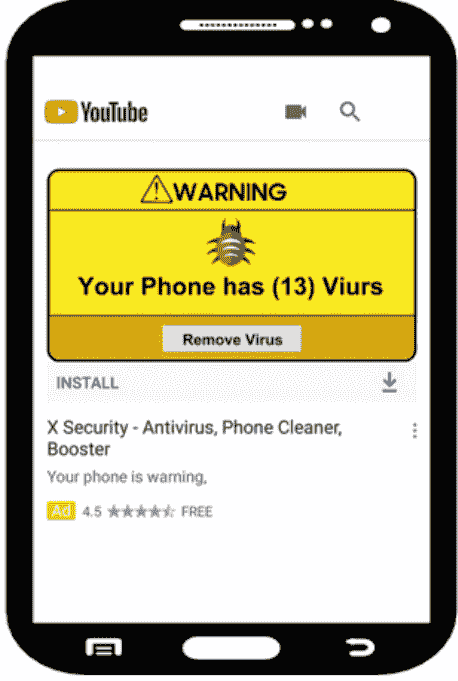 YouTube
WARNING
Your Phone has (13) Viurs
Remove Virus
INSTALL
X Security - Antivirus, Phone Cleaner,
Booster
Your phone is warning,
Ad 4.5 FREE